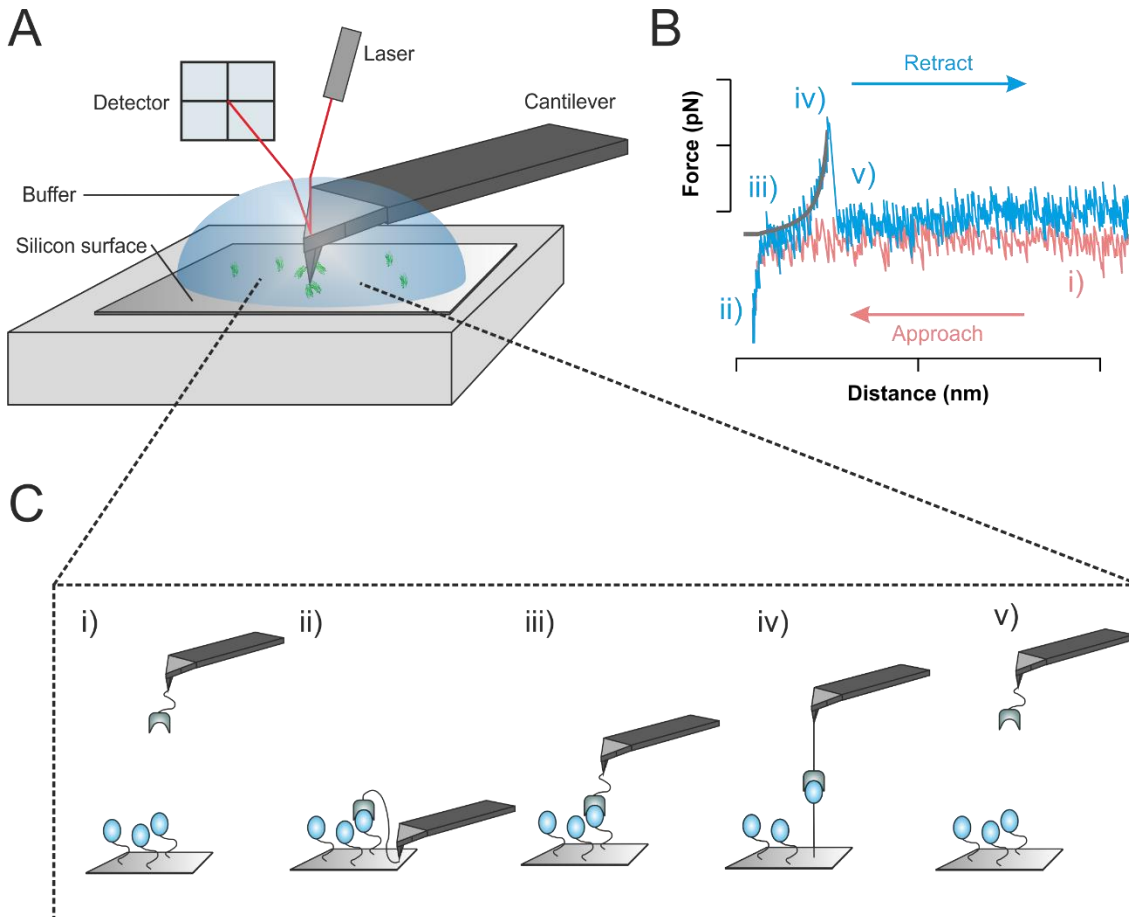 A
Laser
Detector
Cantilever
Buffer
Silicon surface
B
Retract
iv)
Force (pN)
iii)
v)
i)
ii)
Approach
Distance (nm)
C
i)
ii)
iii)
iv)
v)